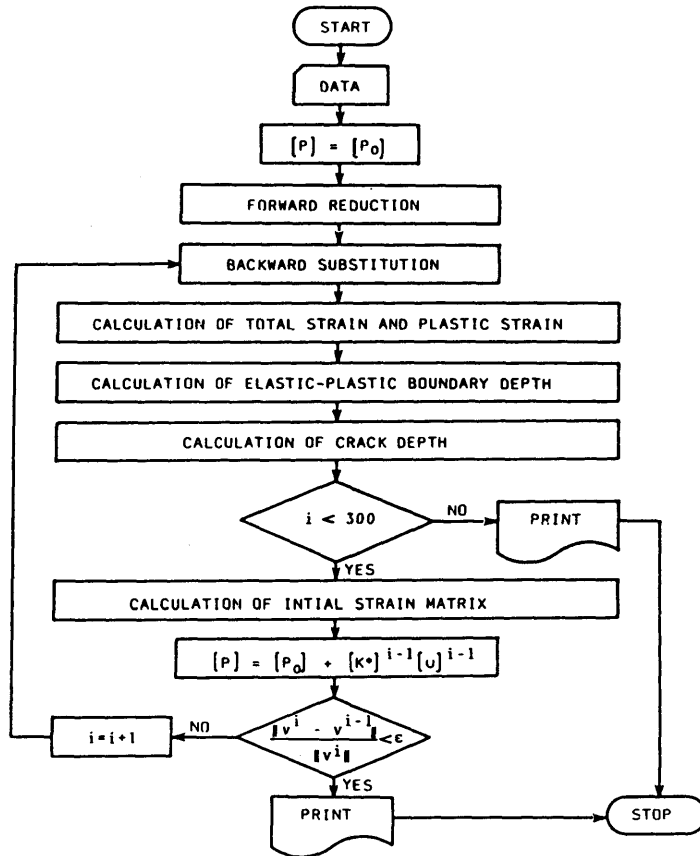 START
DATA
[P] = [P₀]
FORWARD REDUCTION
BACKWARD SUBSTITUTION
CALCULATION OF TOTAL STRAIN AND PLASTIC STRAIN
CALCULATION OF ELASTIC-PLASTIC BOUNDARY DEPTH
CALCULATION OF CRACK DEPTH
i < 300
NO
PRINT
YES
CALCULATION OF INTIAL STRAIN MATRIX
[P] = [P₀] + [K*]^{i-1} [U]^{i-1}
i=i+1
NO
‖v^i - v^{i-1}‖ / ‖v^i‖ < ε
YES
PRINT
STOP